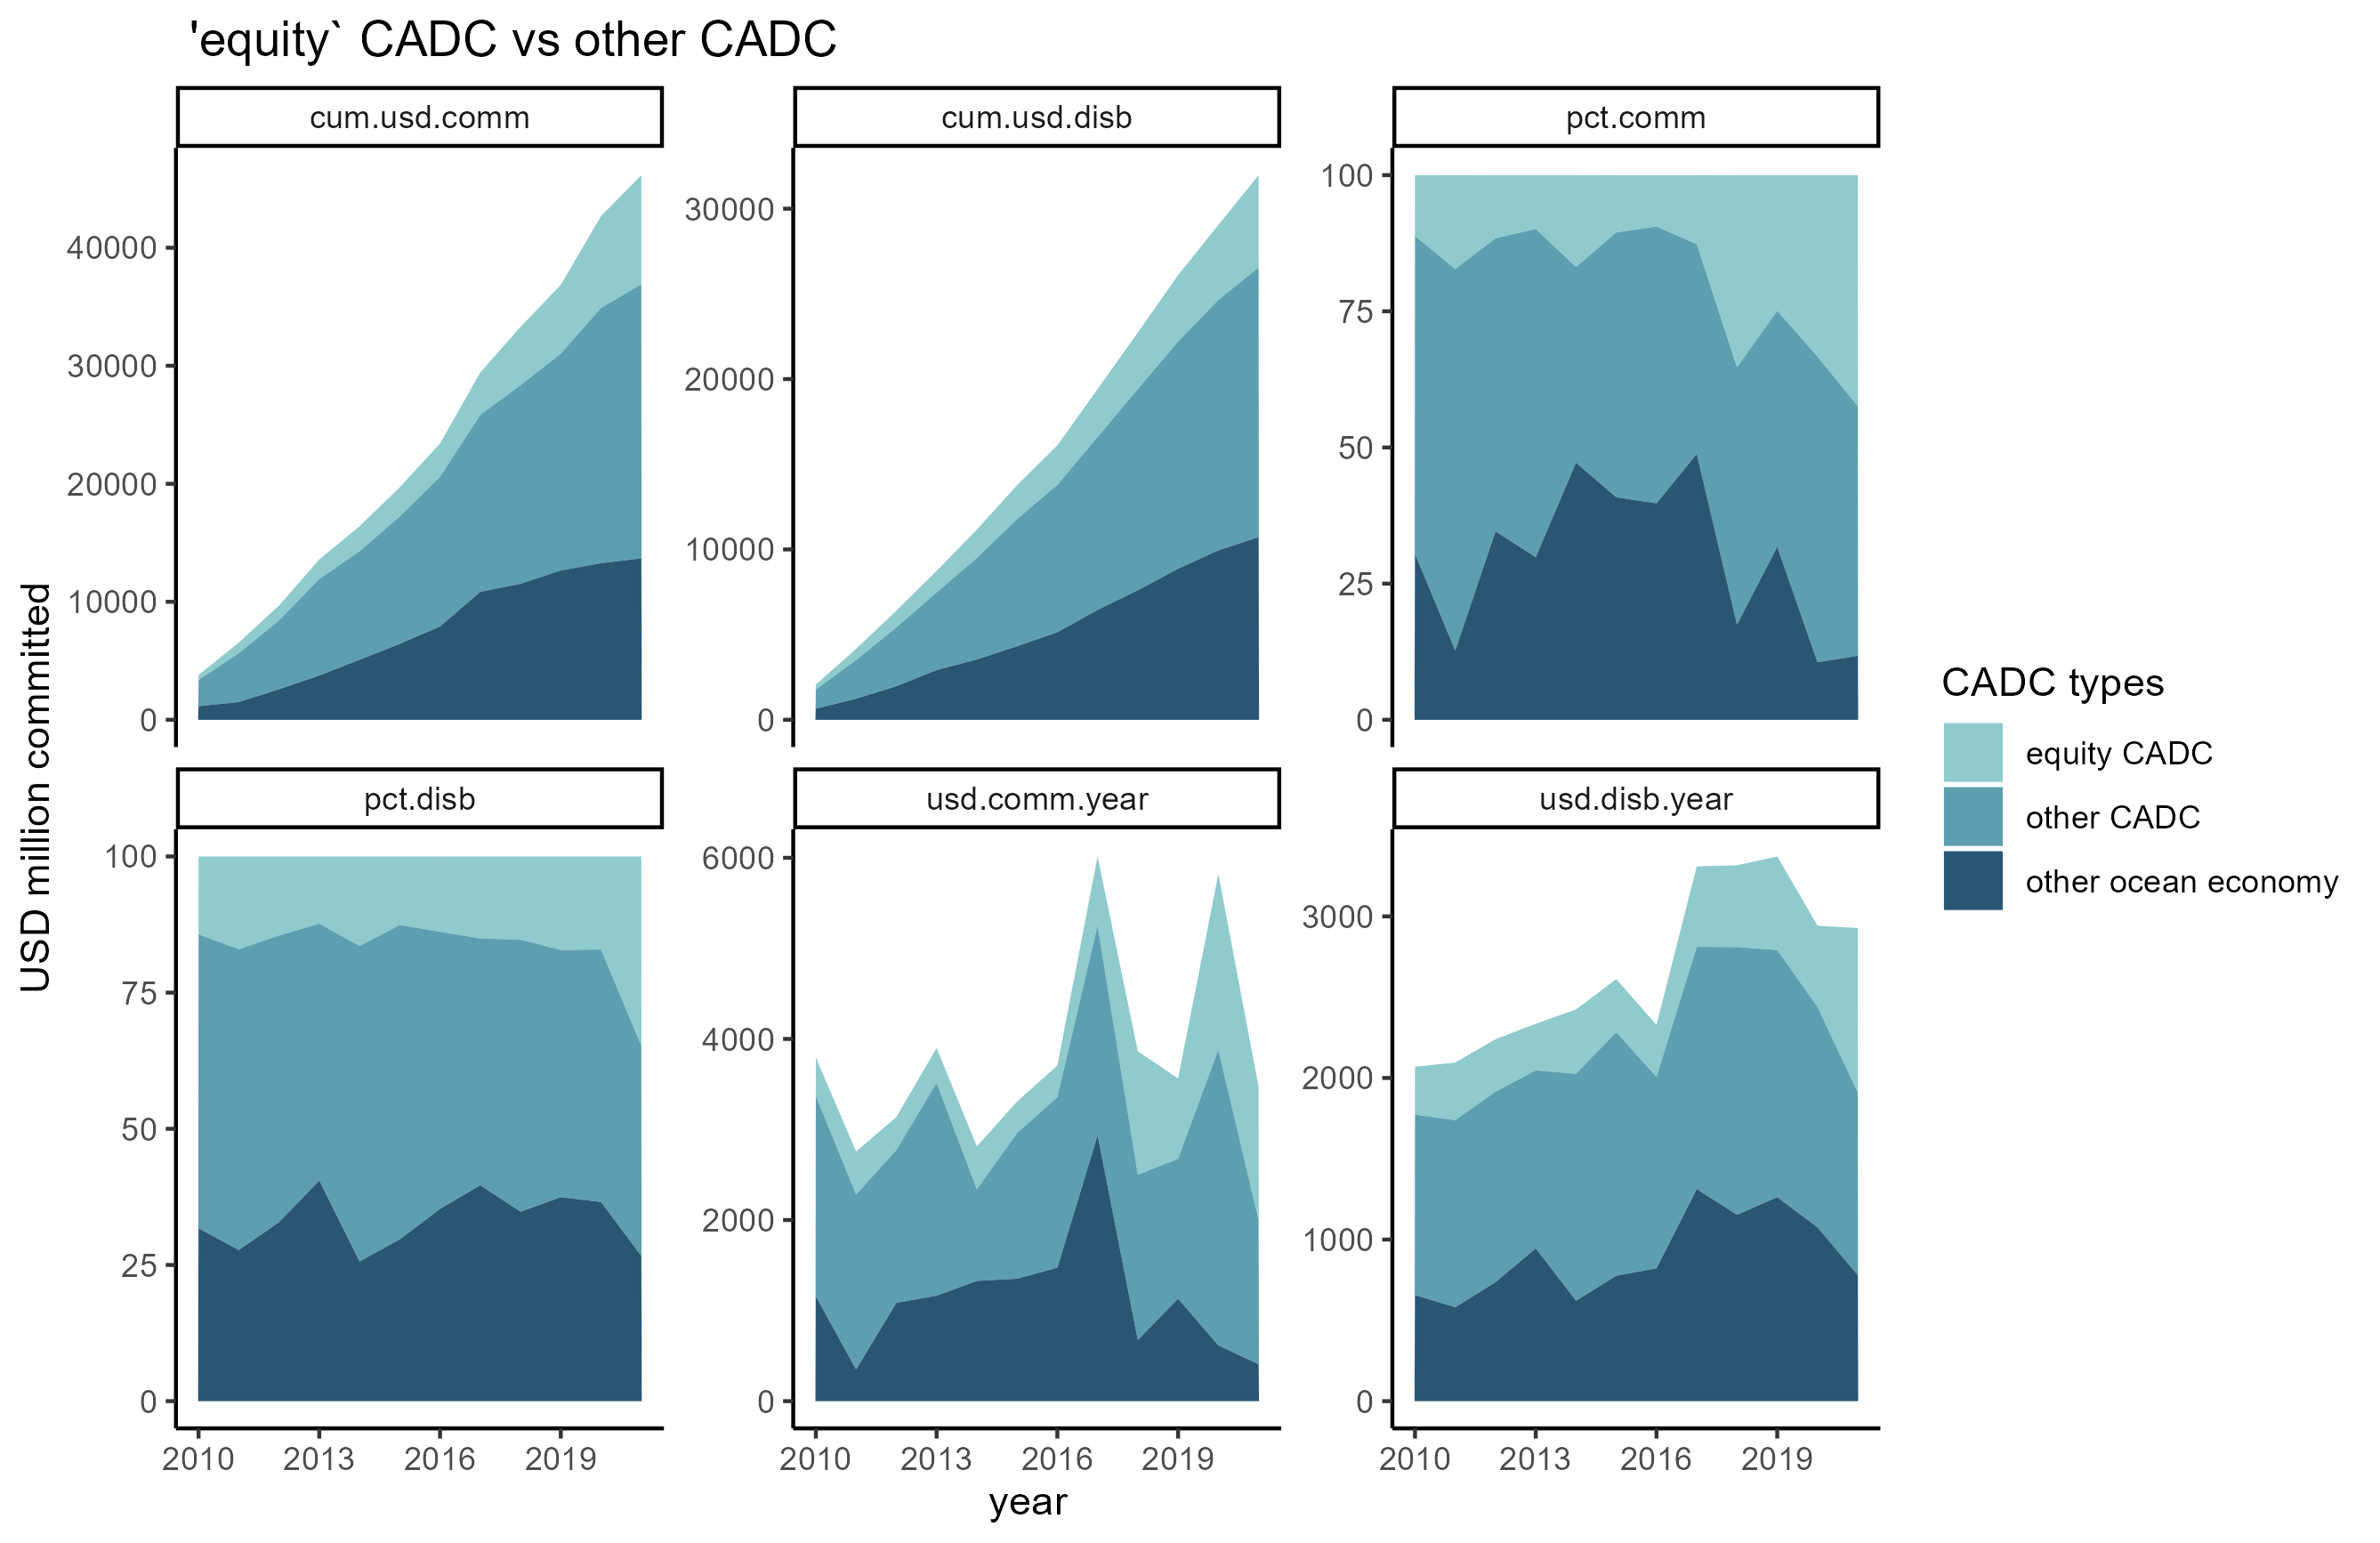 'equity` CADC vs other CADC
cum.usd.comm
cum.usd.disb
pct.comm
40000
30000
20000
10000
0
30000
20000
10000
0
100
75
50
25
0
USD million committed
pct.disb
usd.comm.year
usd.disb.year
100
75
50
25
0
6000
4000
2000
0
3000
2000
1000
0
2010 2013 2016 2019
2010 2013 2016 2019
2010 2013 2016 2019
year
CADC types
equity CADC
other CADC
other ocean economy